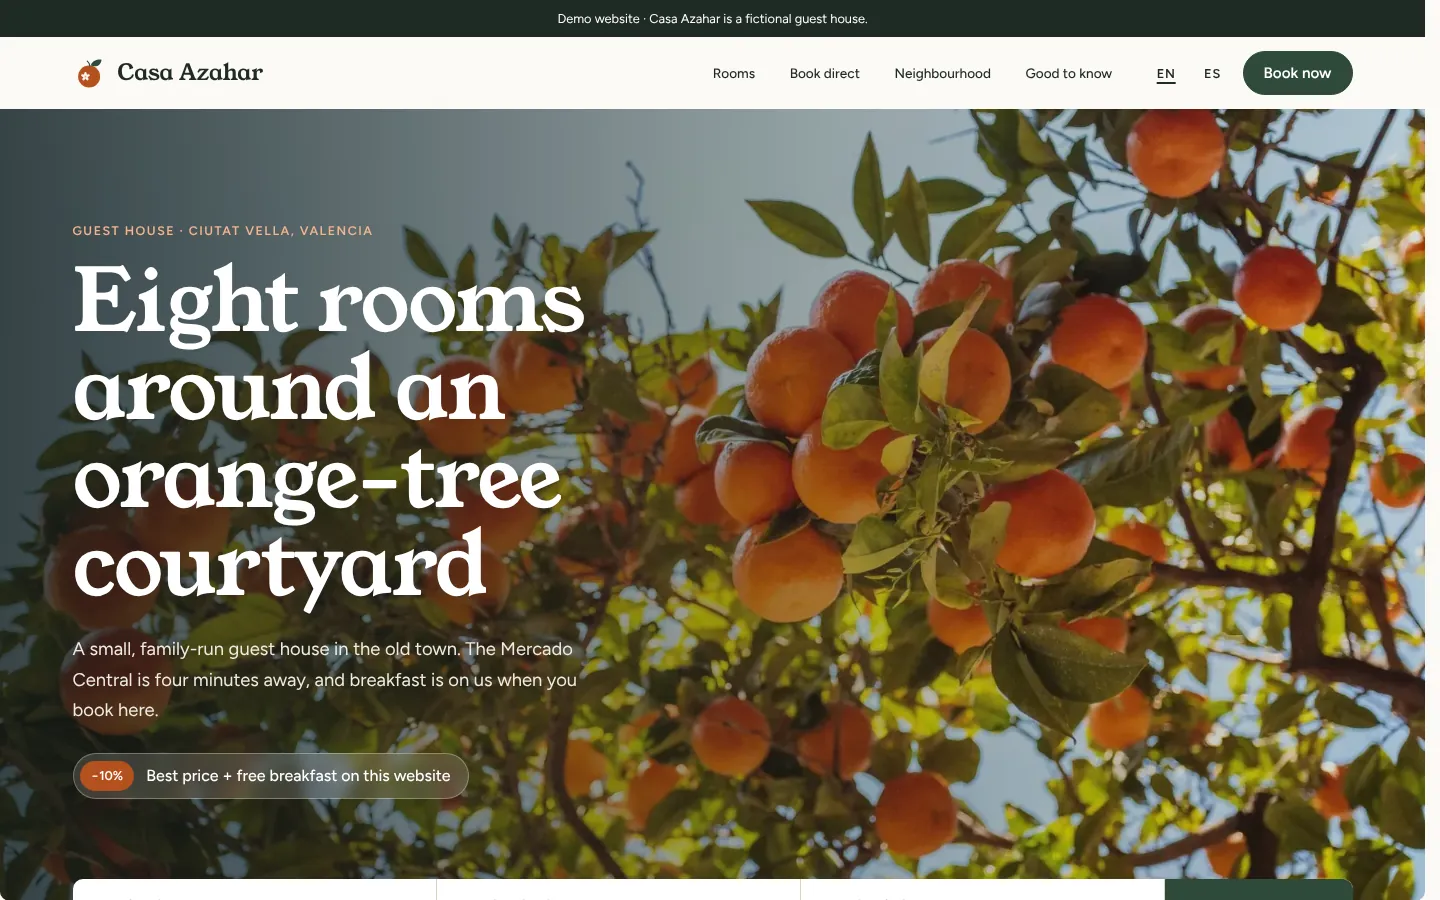 Demo website · Casa Azahar is a fictional guest house.
Casa Azahar
Rooms
Book direct
Neighbourhood
Good to know
EN
ES
Book now
GUEST HOUSE · CIUTAT VELLA, VALENCIA
Eight rooms
around an
orange-tree
courtyard
A small, family-run guest house in the old town. The Mercado
Central is four minutes away, and breakfast is on us when you
book here.
−10% Best price + free breakfast on this website